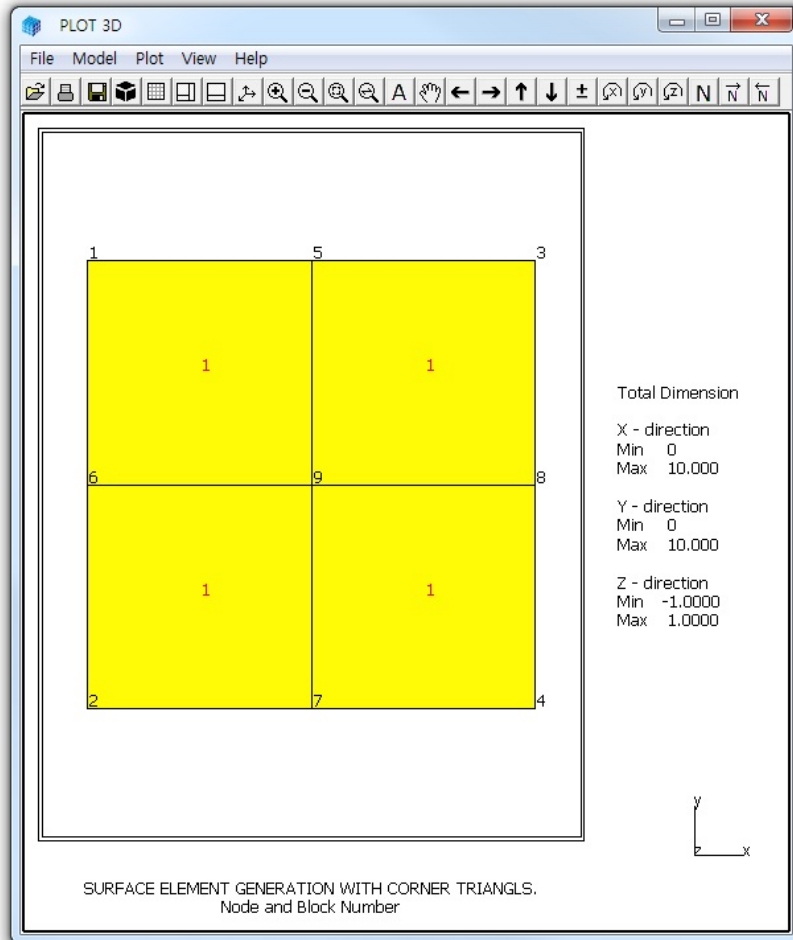 PLOT 3D
File Model Plot View Help
A x y z N N N
1 5 3
1 1
6 9 8
1 1
2 7 4
Total Dimension
X - direction
Min 0
Max 10.000
Y - direction
Min 0
Max 10.000
Z - direction
Min -1.0000
Max 1.0000
y
z x
SURFACE ELEMENT GENERATION WITH CORNER TRIANGLS.
Node and Block Number